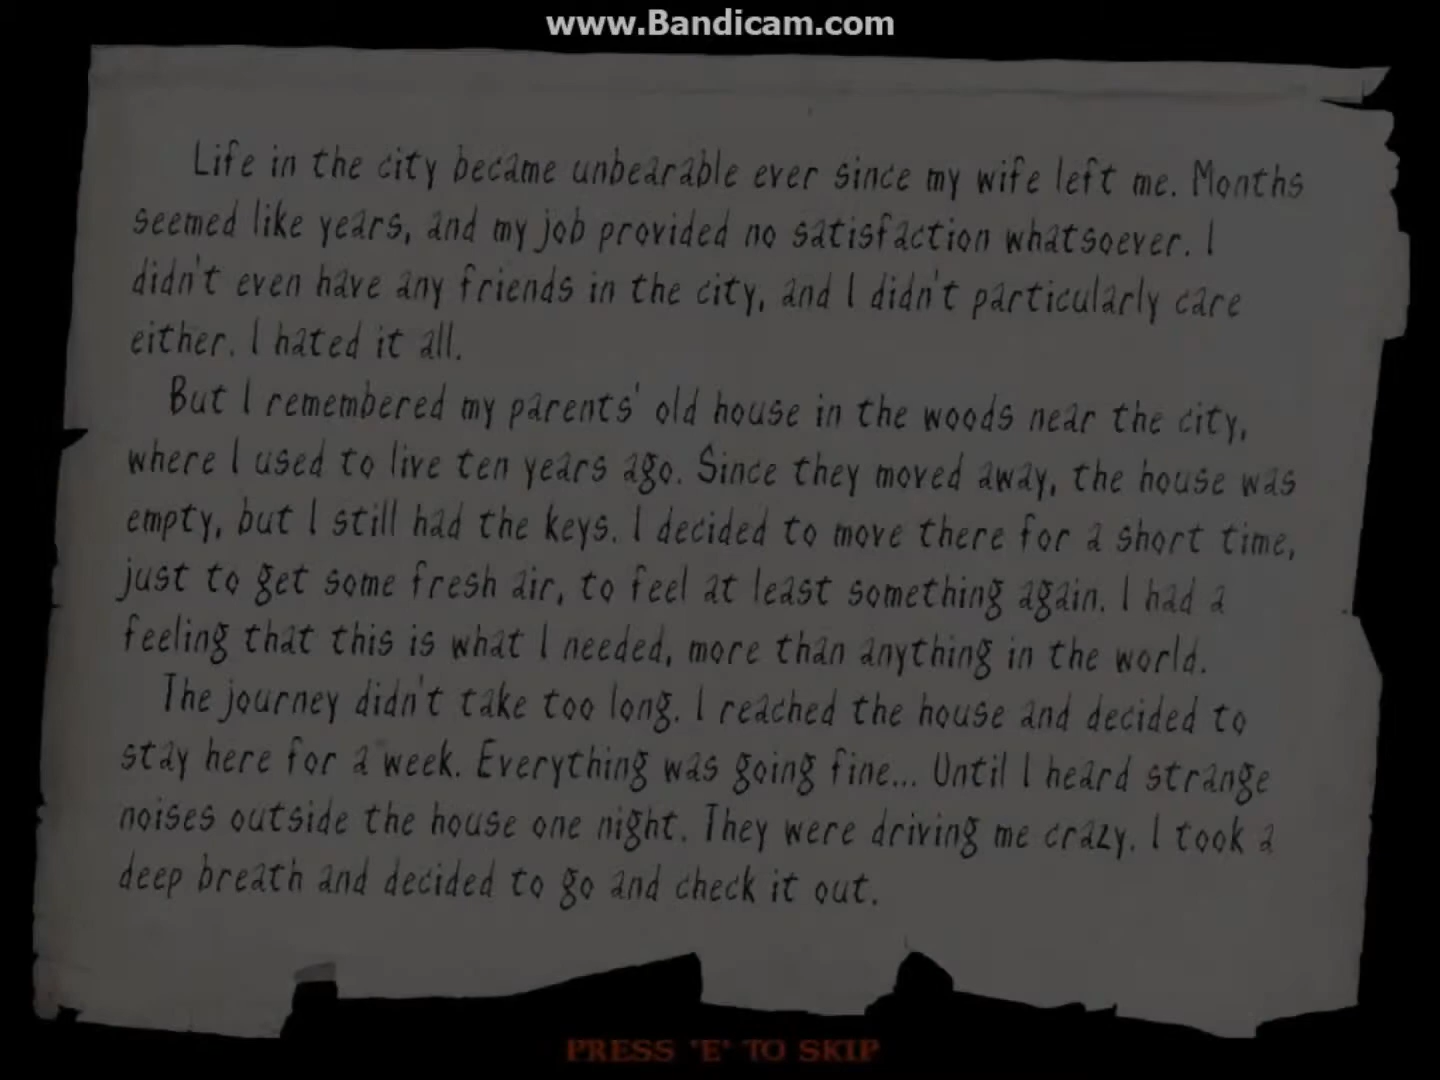 www.Bandicam.com
Life in the city became unbearable ever since my wife left me. Months
seemed like years, and my job provided no satisfaction whatsoever. I
didn't even have any friends in the city, and I didn't particularly care
either. I hated it all.
But I remembered my parents' old house in the woods near the city,
where I used to live ten years ago. Since they moved away, the house was
empty, but I still had the keys. I decided to move there for a short time,
just to get some fresh air, to feel at least something again. I had a
feeling that this is what I needed, more than anything in the world.
The journey didn't take too long. I reached the house and decided to
stay here for a week. Everything was going fine... Until I heard strange
noises outside the house one night. They were driving me crazy. I took a
deep breath and decided to go and check it out.
PRESS 'E' TO SKIP